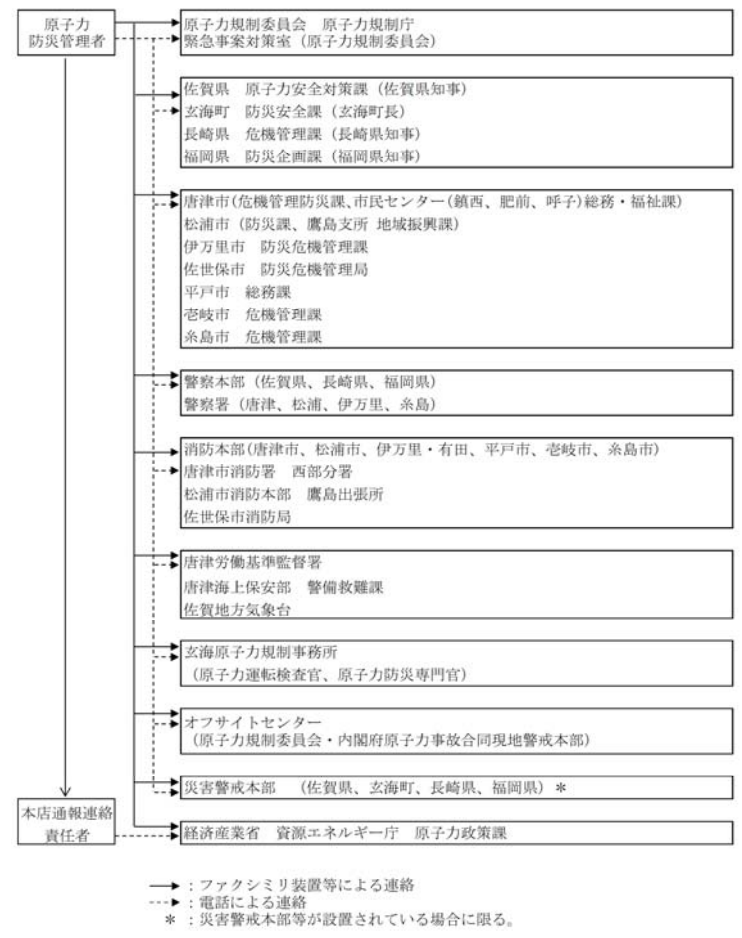 原子力
防災管理者
原子力規制委員会　原子力規制庁
緊急事案対策室（原子力規制委員会）
佐賀県　原子力安全対策課（佐賀県知事）
玄海町　防災安全課（玄海町長）
長崎県　危機管理課（長崎県知事）
福岡県　防災企画課（福岡県知事）
唐津市(危機管理防災課、市民センター(鎮西、肥前、呼子)総務・福祉課)
松浦市（防災課、鷹島支所 地域振興課）
伊万里市　防災危機管理課
佐世保市　防災危機管理局
平戸市　総務課
壱岐市　危機管理課
糸島市　危機管理課
警察本部（佐賀県、長崎県、福岡県）
警察署（唐津、松浦、伊万里、糸島）
消防本部(唐津市、松浦市、伊万里・有田、平戸市、壱岐市、糸島市)
唐津市消防署　西部分署
松浦市消防本部　鷹島出張所
佐世保市消防局
唐津労働基準監督署
唐津海上保安部　警備救難課
佐賀地方気象台
玄海原子力規制事務所
（原子力運転検査官、原子力防災専門官）
オフサイトセンター
（原子力規制委員会・内閣府原子力事故合同現地警戒本部）
災害警戒本部　（佐賀県、玄海町、長崎県、福岡県）＊
本店通報連絡
責任者
経済産業省　資源エネルギー庁　原子力政策課
：ファクシミリ装置等による連絡
：電話による連絡
＊：災害警戒本部等が設置されている場合に限る。